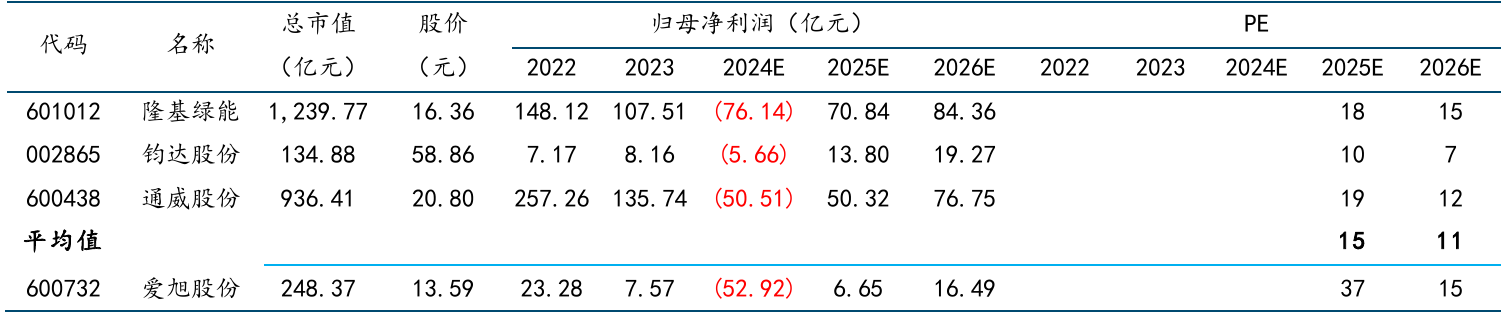 代码 名称 总市值（亿元） 股价（元） 归母净利润（亿元） PE
2022 2023 2024E 2025E 2026E 2022 2023 2024E 2025E 2026E
601012 隆基绿能 1,239.77 16.36 148.12 107.51 (76.14) 70.84 84.36 18 15
002865 钧达股份 134.88 58.86 7.17 8.16 (5.66) 13.80 19.27 10 7
600438 通威股份 936.41 20.80 257.26 135.74 (50.51) 50.32 76.75 19 12
平均值 15 11
600732 爱旭股份 248.37 13.59 23.28 7.57 (52.92) 6.65 16.49 37 15